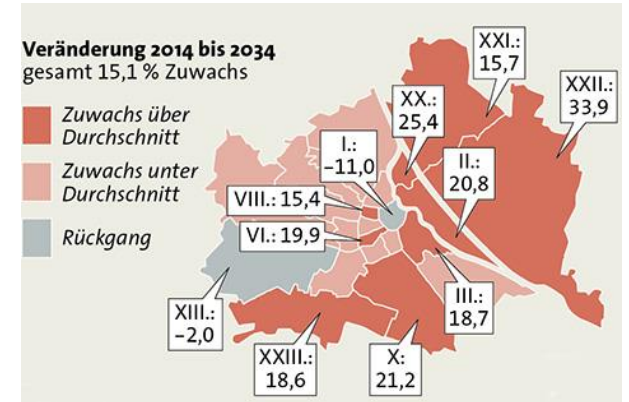 Veränderung 2014 bis 2034
gesamt 15,1 % Zuwachs
Zuwachs über
Durchschnitt
Zuwachs unter
Durchschnitt
Rückgang
XXI.:
15,7
XXII.:
33,9
XX.:
25,4
I.:
–11,0
II.:
20,8
VIII.: 15,4
VI.: 19,9
III.:
18,7
XIII.:
–2,0
XXIII.:
18,6
X:
21,2